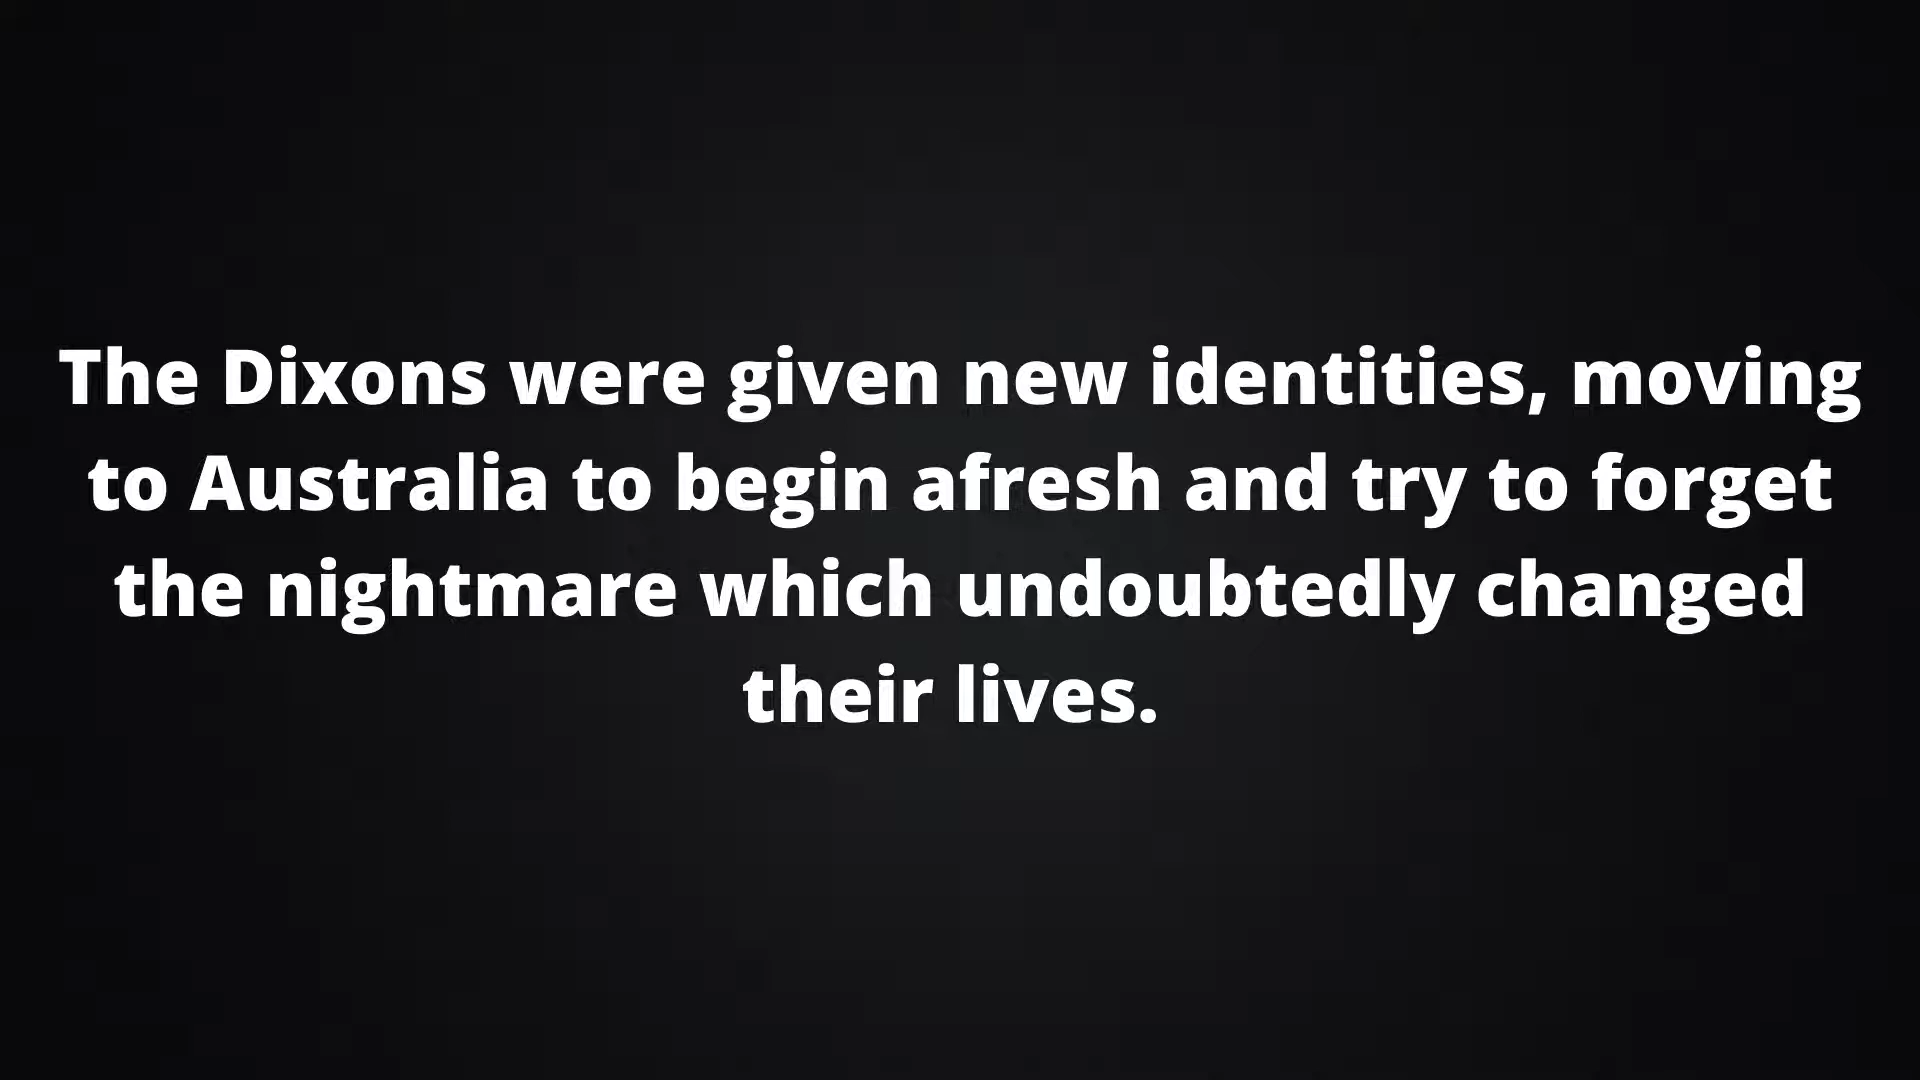 The Dixons were given new identities, moving
to Australia to begin afresh and try to forget
the nightmare which undoubtedly changed
their lives.